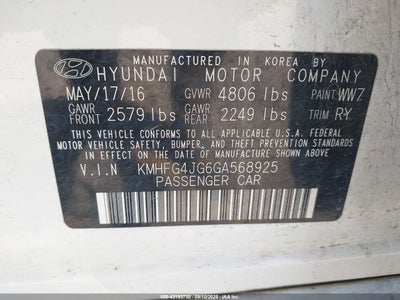 MANUFACTURED IN KOREA BY
HYUNDAI MOTOR COMPANY
MAY/17/16 GVWR 4806 lbs PAINT WW7
GAWR FRONT 2579 lbs GAWR REAR 2249 lbs TRIM RY
THIS VEHICLE CONFORMS TO ALL APPLICABLE U.S.A. FEDERAL
MOTOR VEHICLE SAFETY, BUMPER, AND THEFT
PREVENTION STANDARDS IN EFFECT ON THE DATE OF
MANUFACTURE SHOWN ABOVE.
V.I.N KMHFG4JG6GA568925
PASSENGER CAR